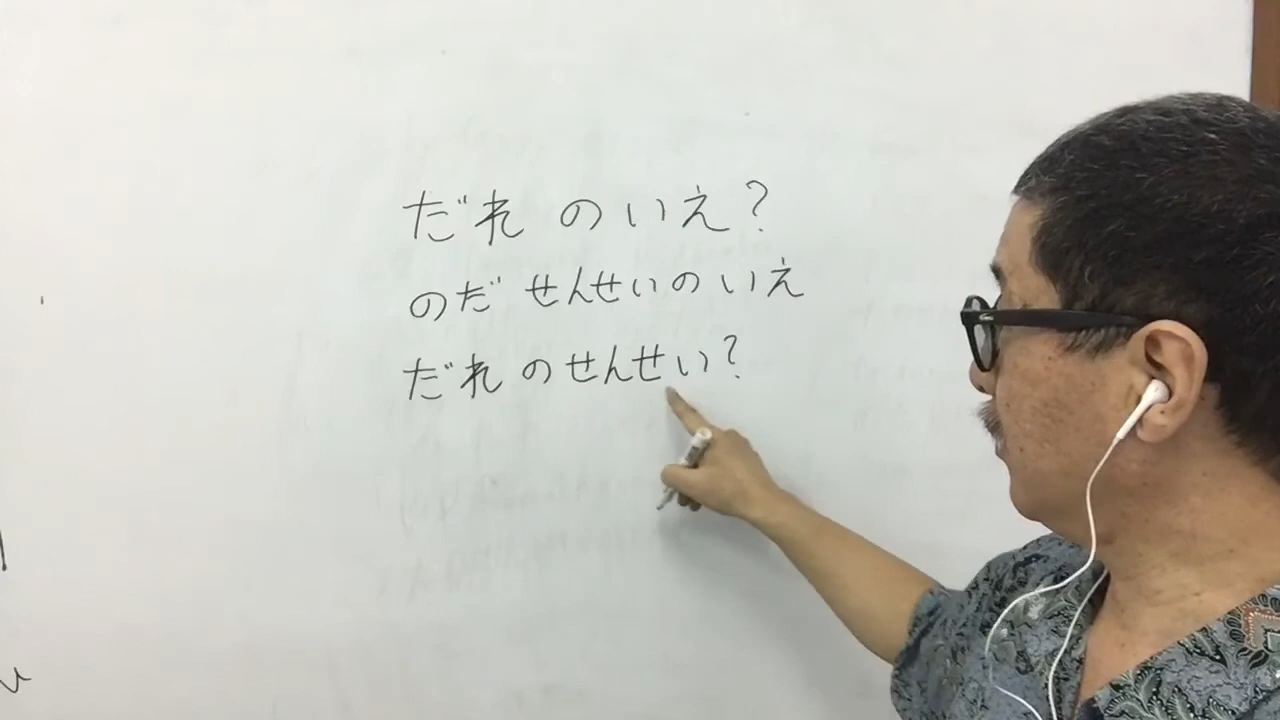 だれ の いえ?
のだ せんせい の いえ
だれ の せんせい?